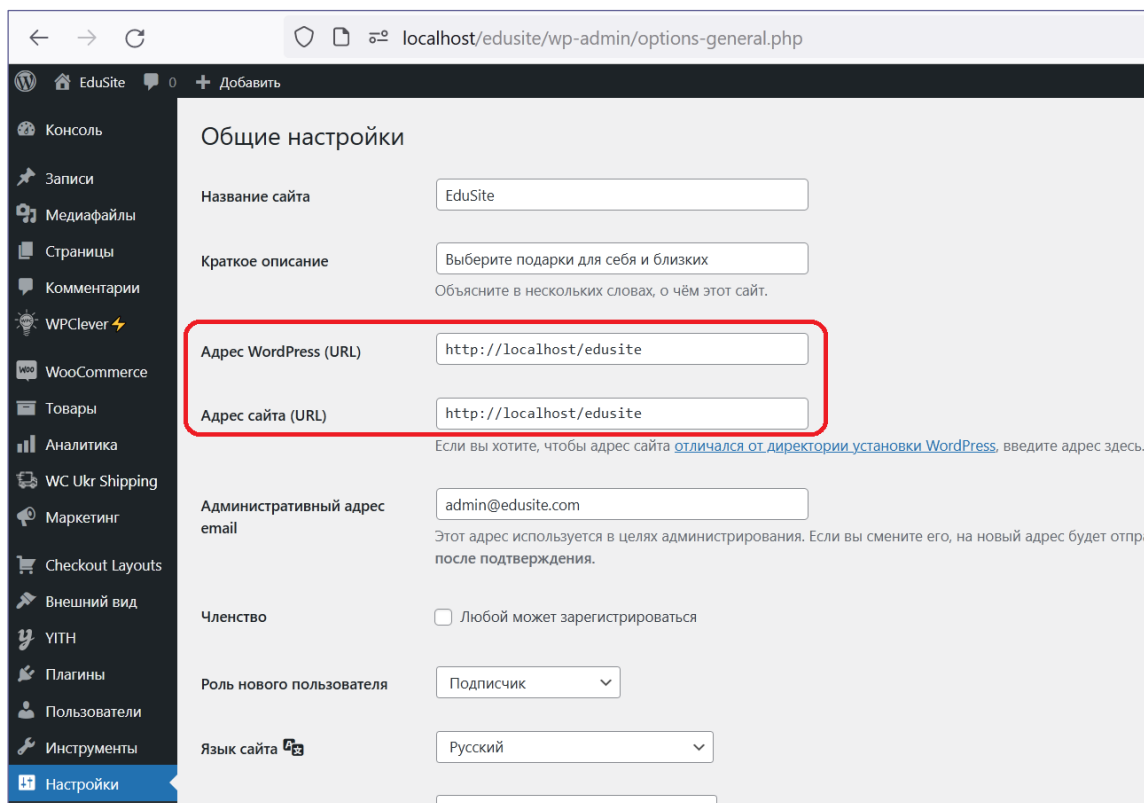 localhost/edusite/wp-admin/options-general.php
EduSite 0 Добавить
Консоль
Записи
Медиафайлы
Страницы
Комментарии
WPClever⚡
WooCommerce
Товары
Аналитика
WC Ukr Shipping
Маркетинг
Checkout Layouts
Внешний вид
YITH
Плагины
Пользователи
Инструменты
Настройки
Общие настройки
Название сайта
EduSite
Краткое описание
Выберите подарки для себя и близких
Объясните в нескольких словах, о чём этот сайт.
Адрес WordPress (URL)
http://localhost/edusite
Адрес сайта (URL)
http://localhost/edusite
Если вы хотите, чтобы адрес сайта отличался от директории установки WordPress, введите адрес здесь.
Административный адрес
email
admin@edusite.com
Этот адрес используется в целях администрирования. Если вы смените его, на новый адрес будет отпр
после подтверждения.
Членство
Любой может зарегистрироваться
Роль нового пользователя
Подписчик
Язык сайта
Русский